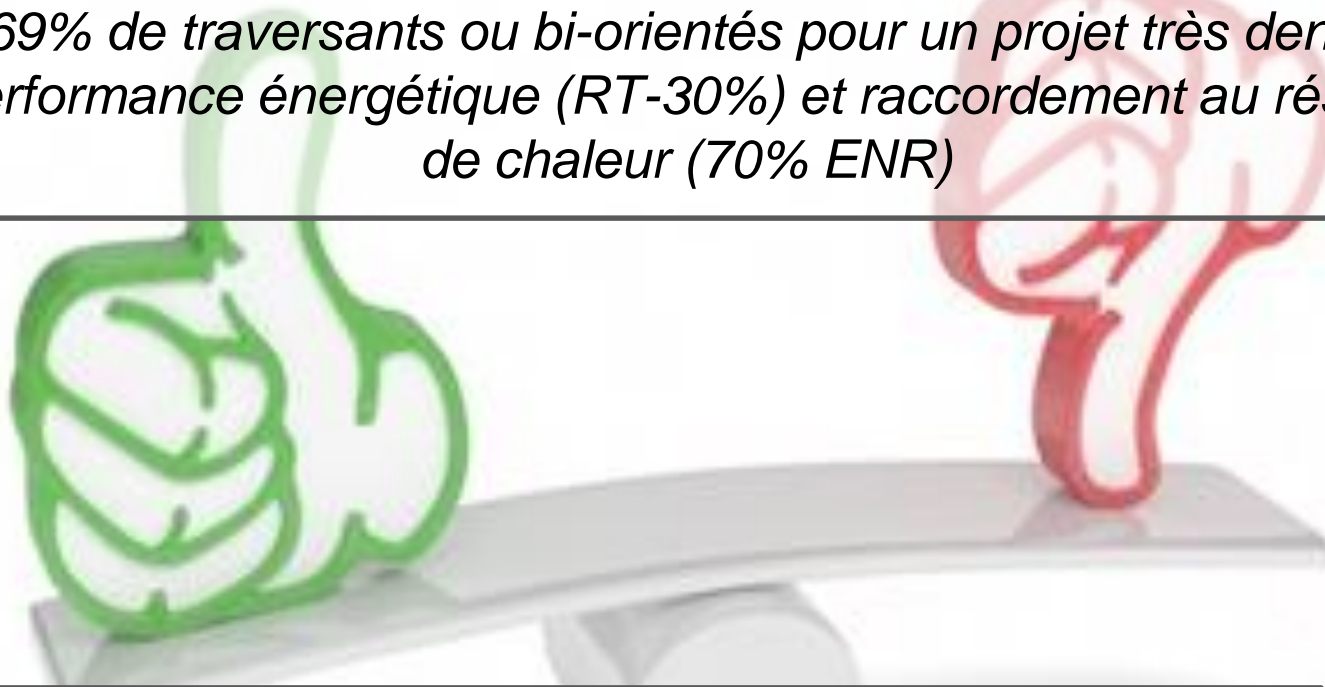 69% de traversants ou bi-orientés pour un projet très den
erformance énergétique (RT-30%) et raccordement au rés
de chaleur (70% ENR)